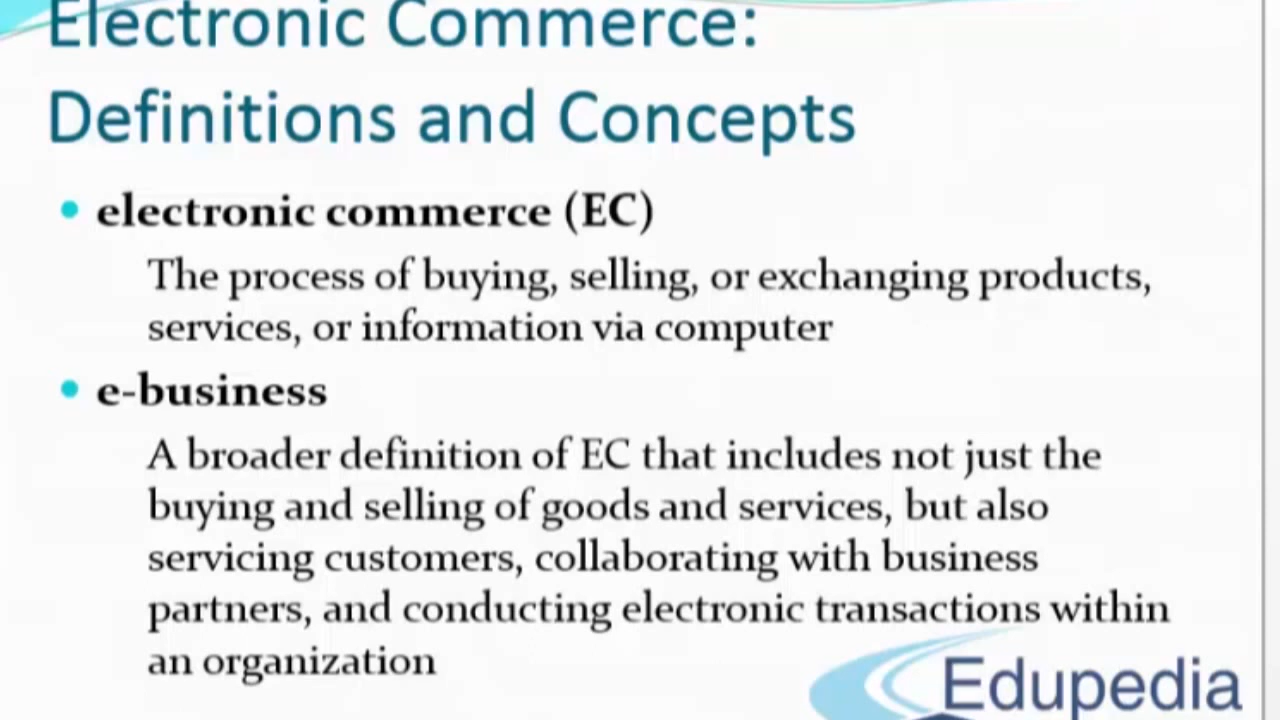 Electronic Commerce:
Definitions and Concepts
• electronic commerce (EC)
The process of buying, selling, or exchanging products,
services, or information via computer
• e-business
A broader definition of EC that includes not just the
buying and selling of goods and services, but also
servicing customers, collaborating with business
partners, and conducting electronic transactions within
an organization
Edupedia